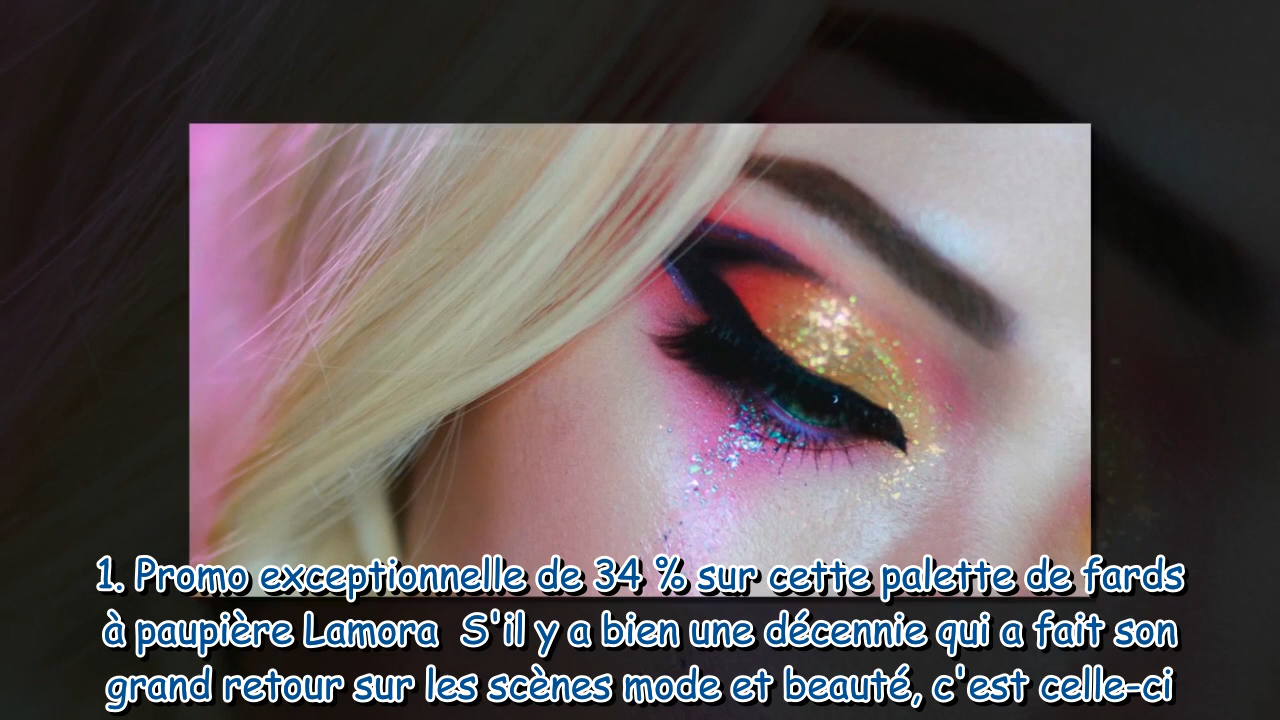 1. Promo exceptionnelle de 34 % sur cette palette de fards
à paupière Lamora  S'il y a bien une décennie qui a fait son
grand retour sur les scènes mode et beauté, c'est celle-ci